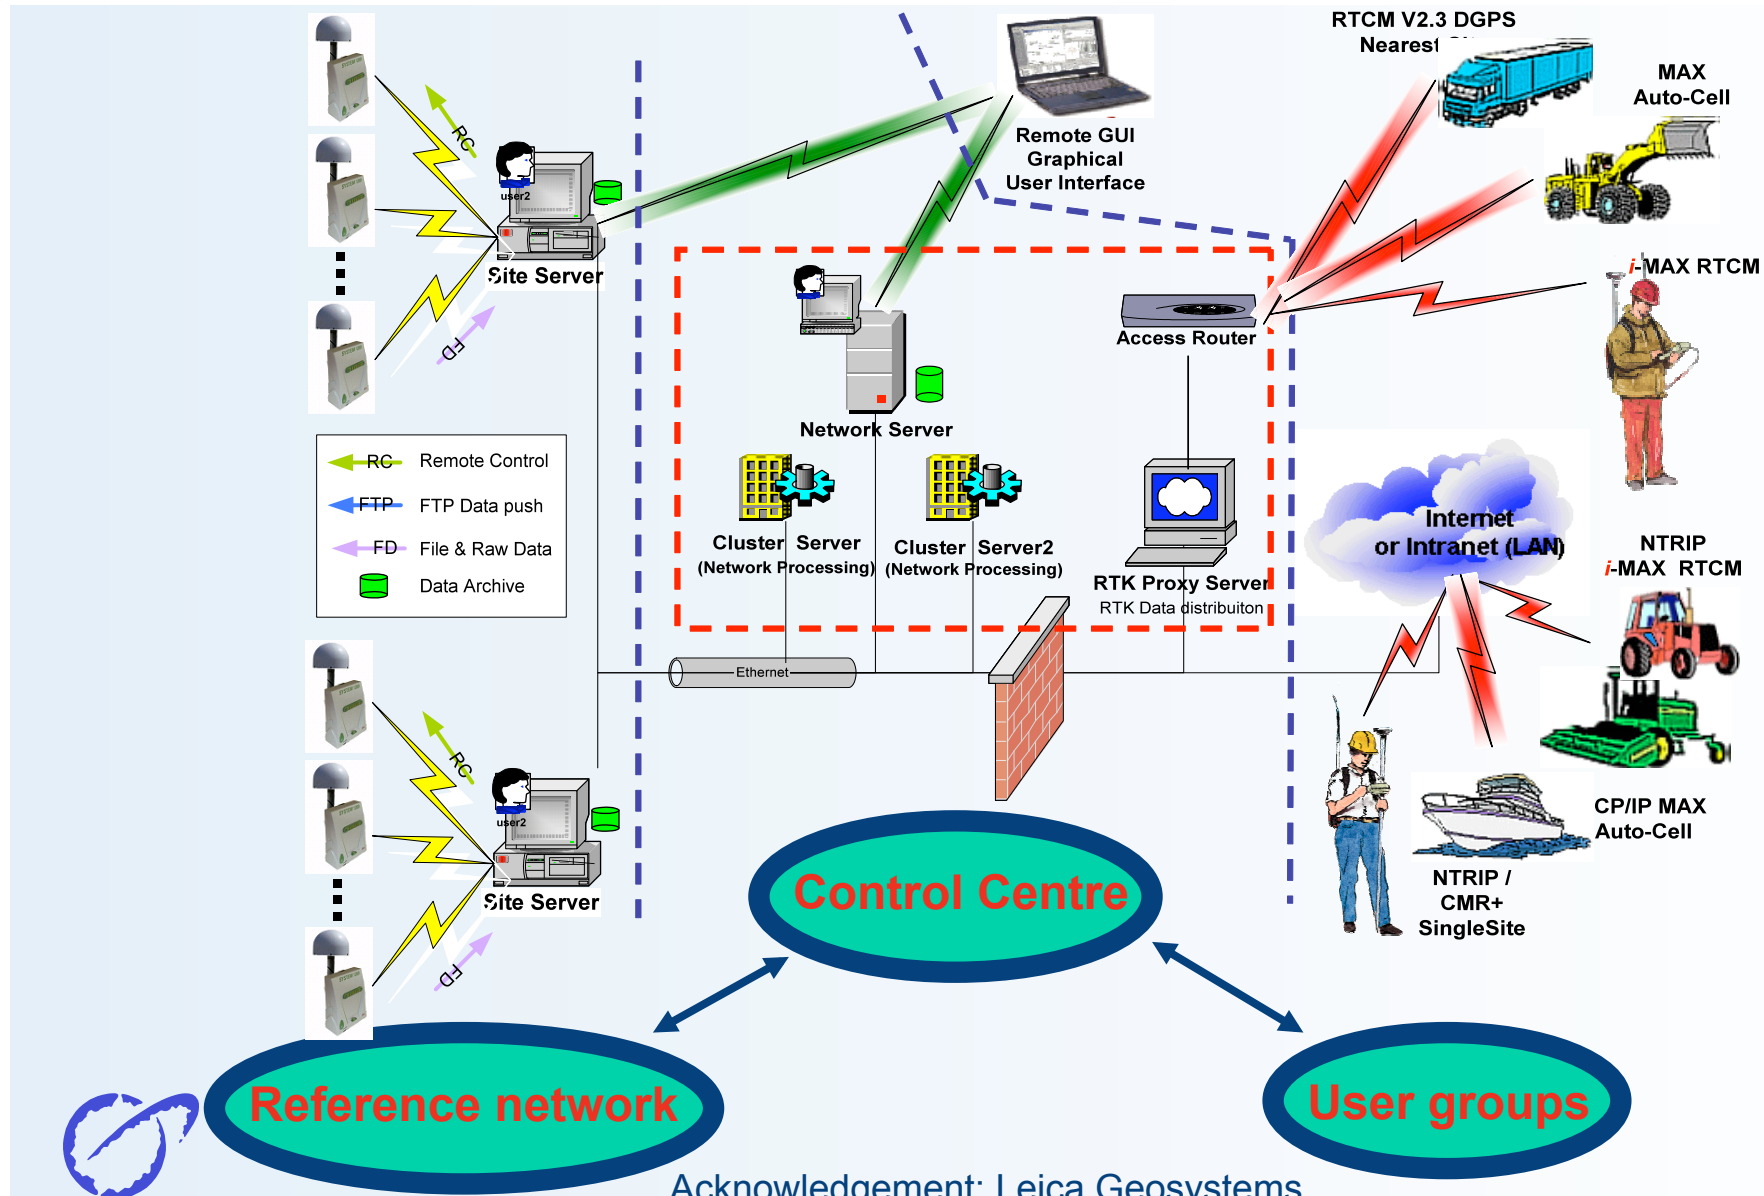 RTCM V2.3 DGPS
Nearest
MAX
Auto-Cell
RC
user2
Site Server
FD
Remote GUI
Graphical
User Interface
i-MAX RTCM
Access Router
Network Server
RC Remote Control
FTP FTP Data push
FD File & Raw Data
Data Archive
Cluster Server
(Network Processing)
Cluster Server2
(Network Processing)
RTK Proxy Server
RTK Data distribuiton
Internet
or Intranet (LAN)
NTRIP
i-MAX RTCM
Ethernet
RC
user2
Site Server
FD
CP/IP MAX
Auto-Cell
NTRIP /
CMR+
SingleSite
Control Centre
Reference network
User groups
Acknowledgement: Leica Geosystems